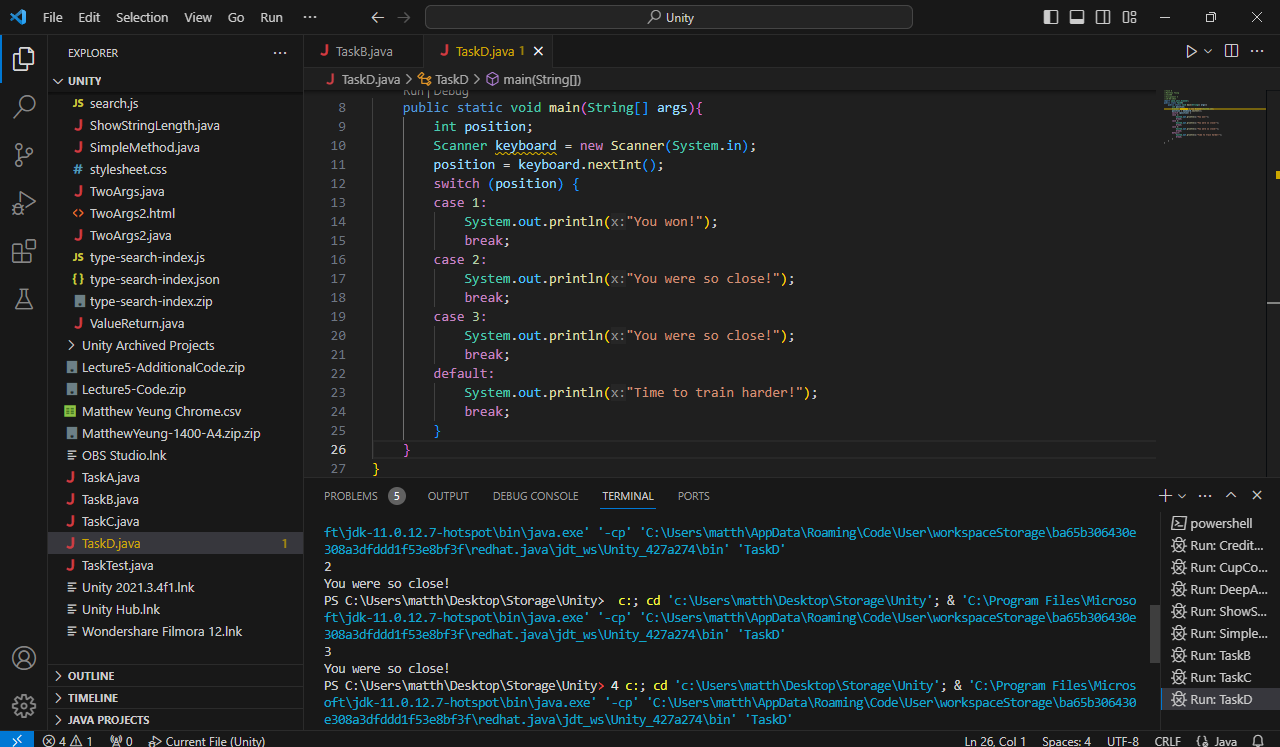 File Edit Selection View Go Run ··· Unity
EXPLORER ···
UNITY
search.js
ShowStringLength.java
SimpleMethod.java
stylesheet.css
TwoArgs.java
TwoArgs2.html
TwoArgs2.java
type-search-index.js
type-search-index.json
type-search-index.zip
ValueReturn.java
Unity Archived Projects
Lecture5-AdditionalCode.zip
Lecture5-Code.zip
Matthew Yeung Chrome.csv
MatthewYeung-1400-A4.zip.zip
OBS Studio.lnk
TaskA.java
TaskB.java
TaskC.java
TaskD.java 1
TaskTest.java
Unity 2021.3.4f1.lnk
Unity Hub.lnk
Wondershare Filmora 12.lnk
OUTLINE
TIMELINE
JAVA PROJECTS
TaskB.java TaskD.java 1
TaskD.java > TaskD > main(String[])
Run | Debug
8 public static void main(String[] args){
9 int position;
10 Scanner keyboard = new Scanner(System.in);
11 position = keyboard.nextInt();
12 switch (position) {
13 case 1:
14 System.out.println(x:"You won!");
15 break;
16 case 2:
17 System.out.println(x:"You were so close!");
18 break;
19 case 3:
20 System.out.println(x:"You were so close!");
21 break;
22 default:
23 System.out.println(x:"Time to train harder!");
24 break;
25 }
26 }
27 }
PROBLEMS 5 OUTPUT DEBUG CONSOLE TERMINAL PORTS
ft\jdk-11.0.12.7-hotspot\bin\java.exe' '-cp' 'C:\Users\matth\AppData\Roaming\Code\User\workspaceStorage\ba65b306430e
308a3dfddd1f53e8bf3f\redhat.java\jdt_ws\Unity_427a274\bin' 'TaskD'
2
You were so close!
PS C:\Users\matth\Desktop\Storage\Unity>  c:; cd 'c:\Users\matth\Desktop\Storage\Unity'; & 'C:\Program Files\Microso
ft\jdk-11.0.12.7-hotspot\bin\java.exe' '-cp' 'C:\Users\matth\AppData\Roaming\Code\User\workspaceStorage\ba65b306430e
308a3dfddd1f53e8bf3f\redhat.java\jdt_ws\Unity_427a274\bin' 'TaskD'
3
You were so close!
PS C:\Users\matth\Desktop\Storage\Unity> 4 c:; cd 'c:\Users\matth\Desktop\Storage\Unity'; & 'C:\Program Files\Micros
oft\jdk-11.0.12.7-hotspot\bin\java.exe' '-cp' 'C:\Users\matth\AppData\Roaming\Code\User\workspaceStorage\ba65b306430
e308a3dfddd1f53e8bf3f\redhat.java\jdt_ws\Unity_427a274\bin' 'TaskD'
powershell
Run: Credit...
Run: CupCo...
Run: DeepA...
Run: ShowS...
Run: Simple...
Run: TaskB
Run: TaskC
Run: TaskD
4 1 0 Current File (Unity) Ln 26, Col 1 Spaces: 4 UTF-8 CRLF {} Java